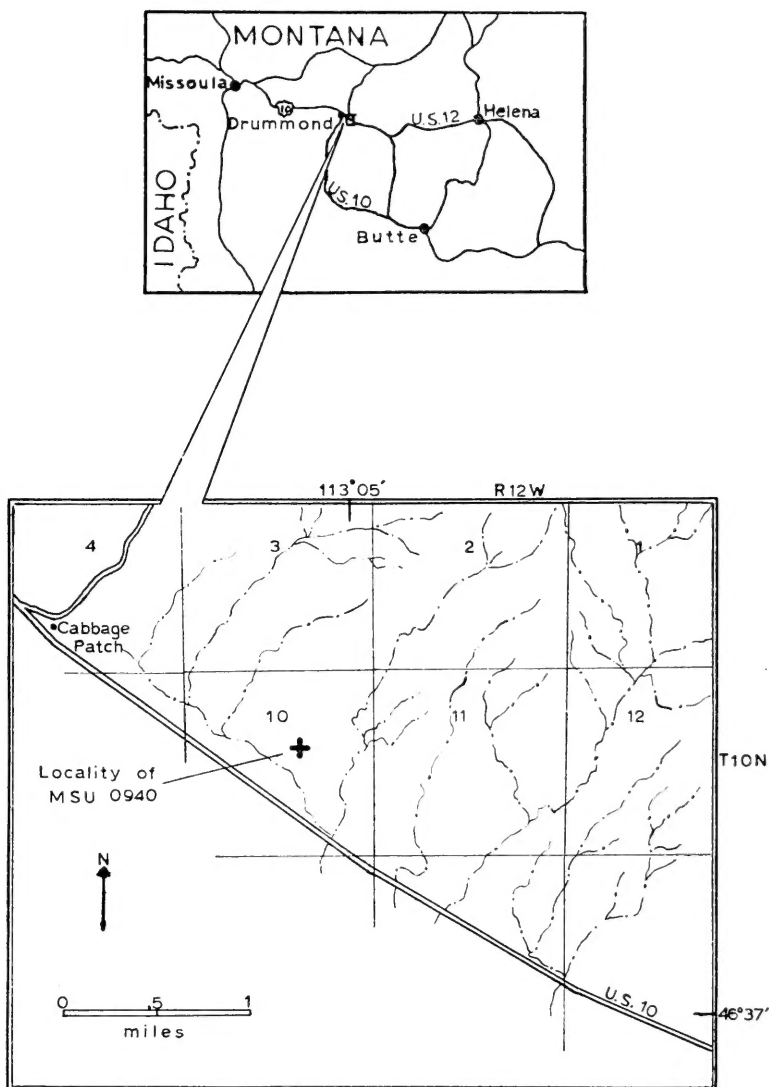 MONTANA
Missoula
10
Drummond
U.S.12
Helena
IDAHO
U.S.10
Butte
113°05' R12W
4 3 2 1
Cabbage
Patch
10 11 12
Locality of
MSU 0940
T10N
N
0 .5 1
miles
U.S.10
46°37'